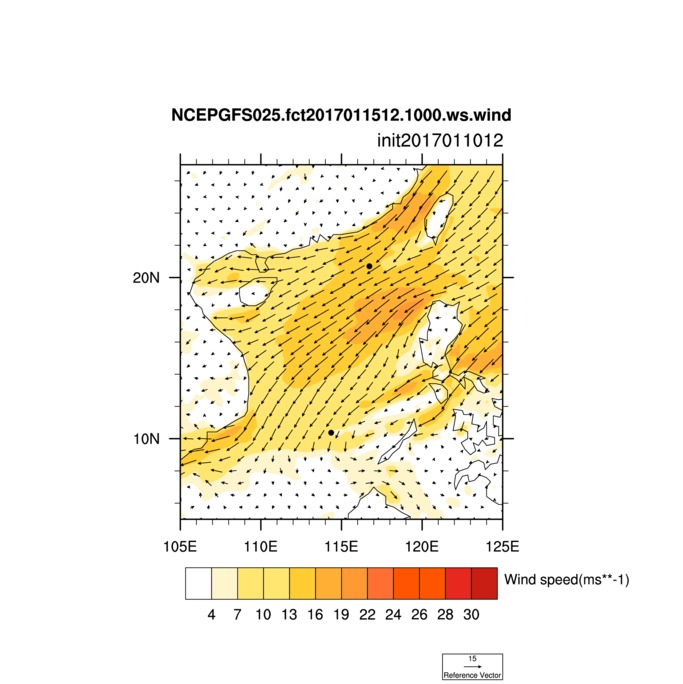 NCEPGFS025.fct2017011512.1000.ws.wind
init2017011012
20N
10N
105E 110E 115E 120E 125E
Wind speed(ms**-1)
4 7 10 13 16 19 22 24 26 28 30
15
Reference Vector